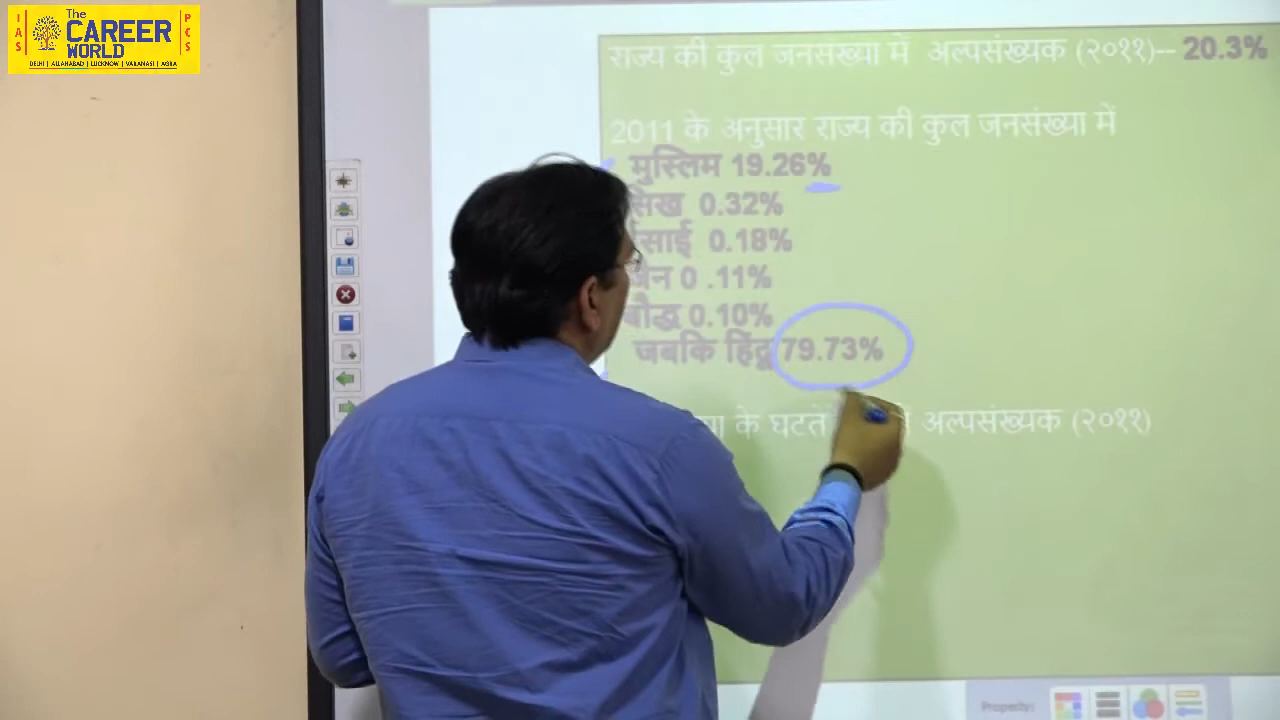 IAS
The
CAREER
WORLD
PCS
DELHI | ALLAHABAD | LUCKNOW | VARANASI | AGRA
राज्य की कुल जनसंख्या में अल्पसंख्यक (२०११)-- 20.3%
2011 के अनुसार राज्य की कुल जनसंख्या में
मुस्लिम 19.26%
सिख 0.32%
साई 0.18%
जैन 0 .11%
बौद्ध 0.10%
जबकि हिंदू 79.73%
के घटते अल्पसंख्यक (२०११)
Property: